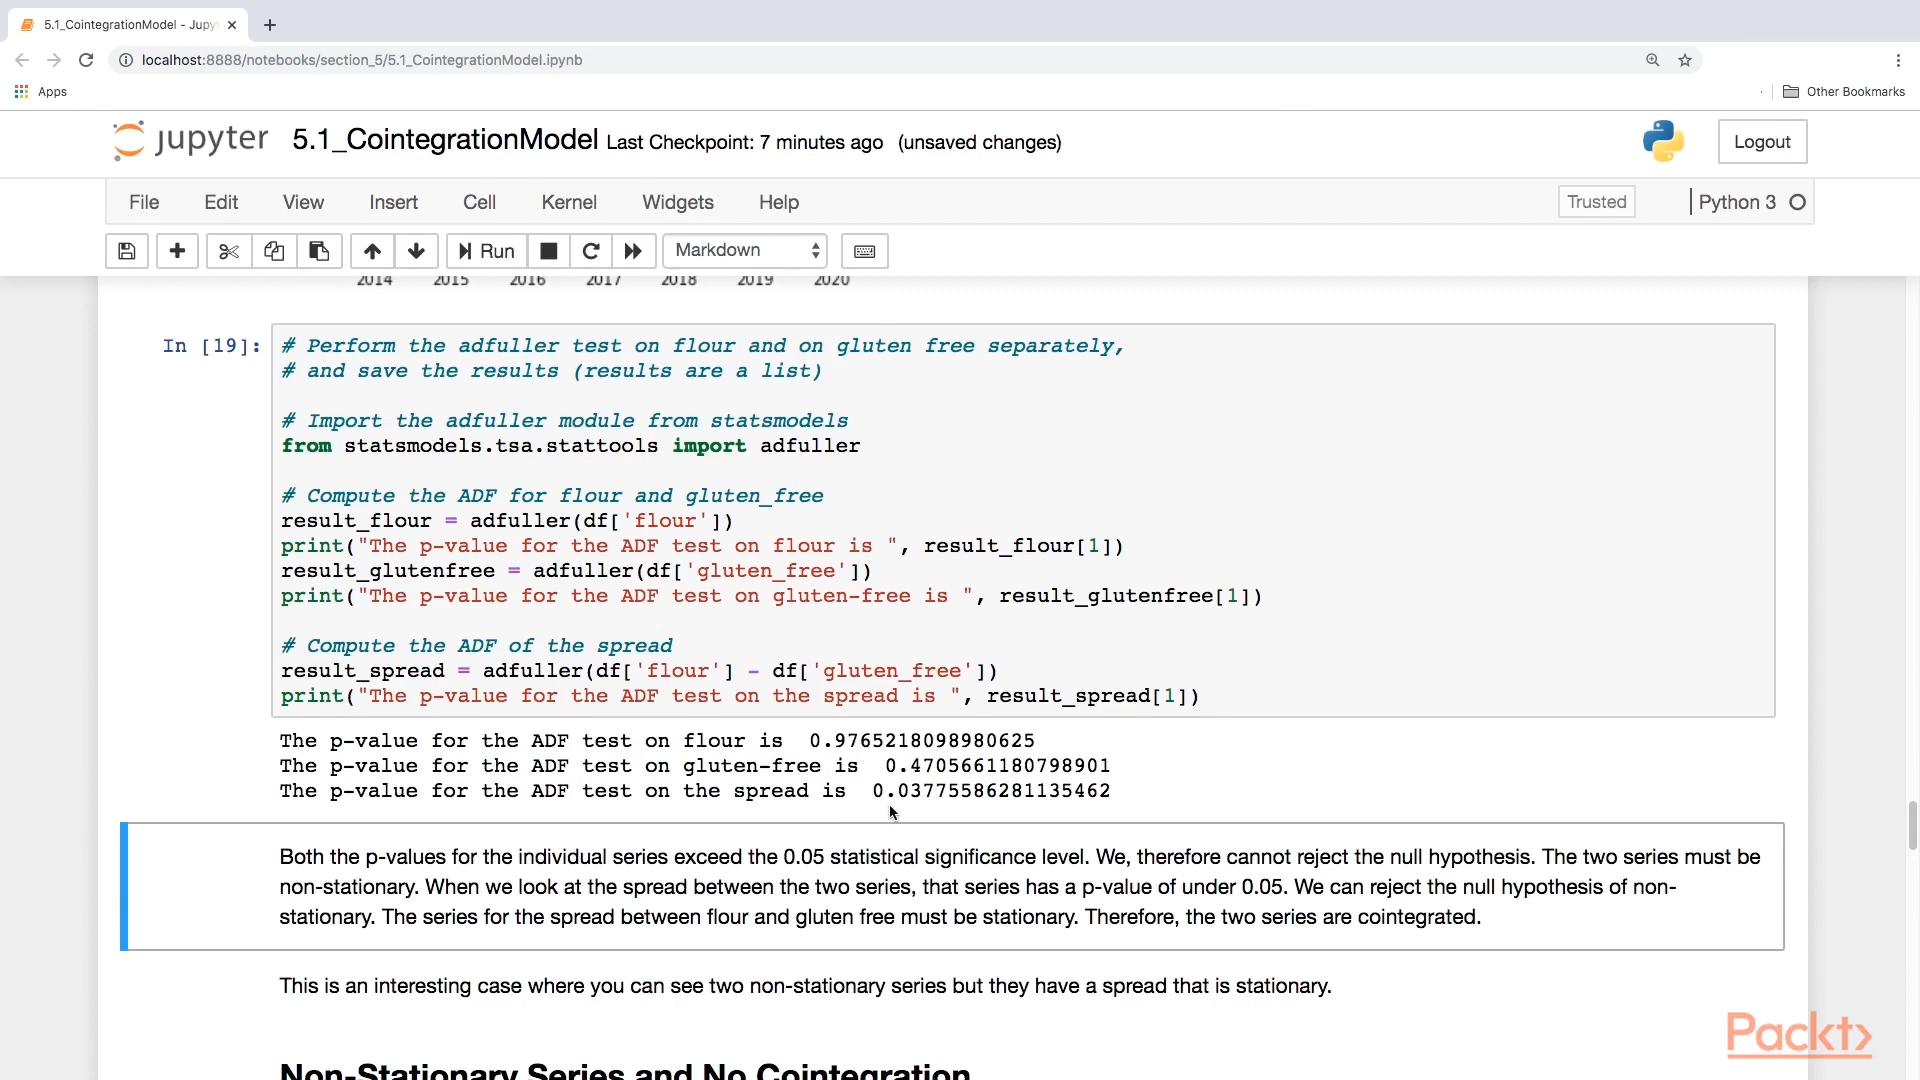 5.1_CointegrationModel - Jupy
localhost:8888/notebooks/section_5/5.1_CointegrationModel.ipynb
Apps
Other Bookmarks
jupyter 5.1_CointegrationModel Last Checkpoint: 7 minutes ago (unsaved changes)
Logout
File Edit View Insert Cell Kernel Widgets Help
Trusted
Python 3
Run
Markdown
2014 2015 2016 2017 2018 2019 2020
In [19]:
# Perform the adfuller test on flour and on gluten free separately,
# and save the results (results are a list)
# Import the adfuller module from statsmodels
from statsmodels.tsa.stattools import adfuller
# Compute the ADF for flour and gluten_free
result_flour = adfuller(df['flour'])
print("The p-value for the ADF test on flour is ", result_flour[1])
result_glutenfree = adfuller(df['gluten_free'])
print("The p-value for the ADF test on gluten-free is ", result_glutenfree[1])
# Compute the ADF of the spread
result_spread = adfuller(df['flour'] - df['gluten_free'])
print("The p-value for the ADF test on the spread is ", result_spread[1])
The p-value for the ADF test on flour is  0.9765218098980625
The p-value for the ADF test on gluten-free is  0.4705661180798901
The p-value for the ADF test on the spread is  0.03775586281135462
Both the p-values for the individual series exceed the 0.05 statistical significance level. We, therefore cannot reject the null hypothesis. The two series must be
non-stationary. When we look at the spread between the two series, that series has a p-value of under 0.05. We can reject the null hypothesis of non-
stationary. The series for the spread between flour and gluten free must be stationary. Therefore, the two series are cointegrated.
This is an interesting case where you can see two non-stationary series but they have a spread that is stationary.
Packt>
Non-Stationary Series and No Cointegration